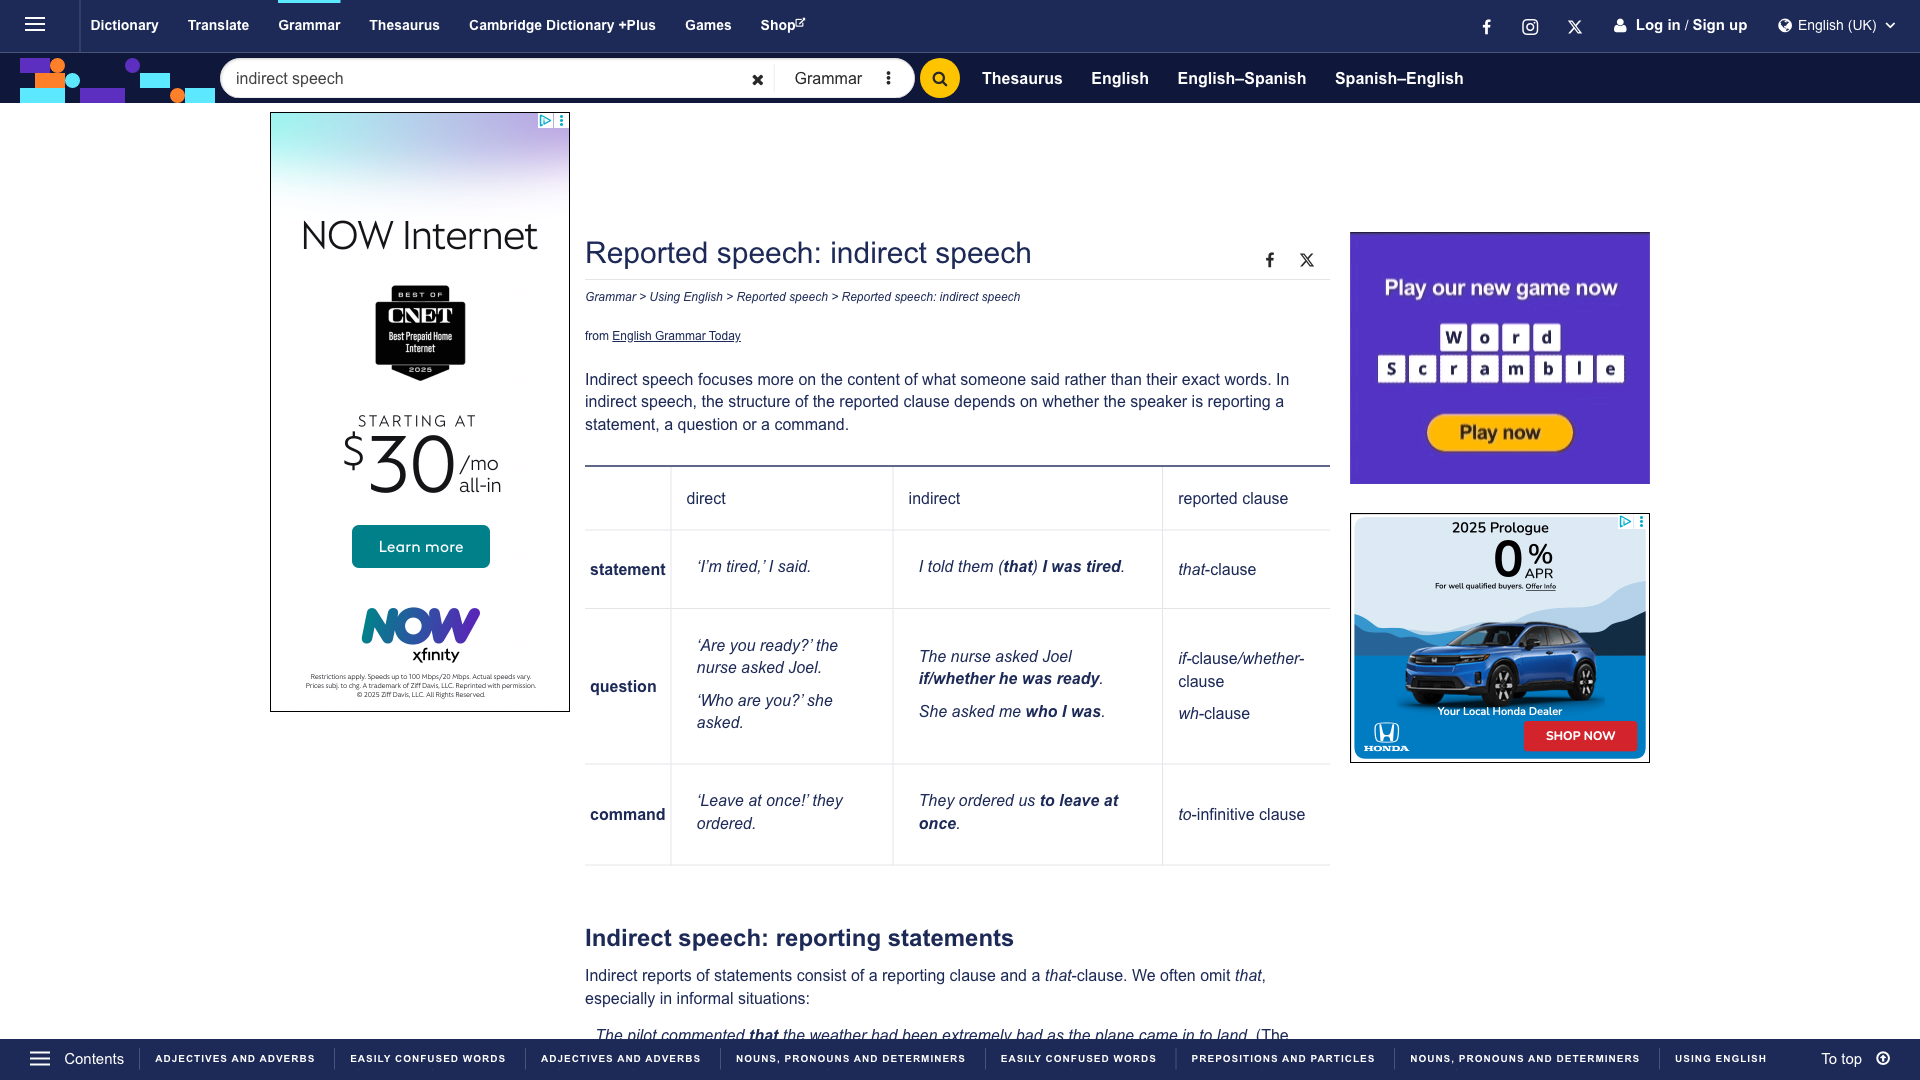 Dictionary Translate Grammar Thesaurus Cambridge Dictionary +Plus Games Shop Log in / Sign up English (UK)
indirect speech Grammar Thesaurus English English–Spanish Spanish–English
NOW Internet
BEST OF
CNET
Best Prepaid Home
Internet
2025
STARTING AT
$30/mo
all-in
Learn more
NOW
xfinity
Restrictions apply. Speeds up to 100 Mbps/20 Mbps. Actual speeds vary.
Prices subj. to chg. A trademark of Ziff Davis, LLC. Reprinted with permission.
© 2025 Ziff Davis, LLC. All Rights Reserved.
Reported speech: indirect speech
Grammar > Using English > Reported speech > Reported speech: indirect speech
from English Grammar Today
Indirect speech focuses more on the content of what someone said rather than their exact words. In
indirect speech, the structure of the reported clause depends on whether the speaker is reporting a
statement, a question or a command.
direct indirect reported clause
statement ‘I’m tired,’ I said. I told them (that) I was tired. that-clause
question
‘Are you ready?’ the
nurse asked Joel.
‘Who are you?’ she
asked.
The nurse asked Joel
if/whether he was ready.
She asked me who I was.
if-clause/whether-
clause
wh-clause
command
‘Leave at once!’ they
ordered.
They ordered us to leave at
once.
to-infinitive clause
Indirect speech: reporting statements
Indirect reports of statements consist of a reporting clause and a that-clause. We often omit that,
especially in informal situations:
The pilot commented that the weather had been extremely bad as the plane came in to land. (The
Play our new game now
Word
Scramble
Play now
2025 Prologue
0% APR
For well qualified buyers. Offer Info
Your Local Honda Dealer
HONDA
SHOP NOW
Contents ADJECTIVES AND ADVERBS EASILY CONFUSED WORDS ADJECTIVES AND ADVERBS NOUNS, PRONOUNS AND DETERMINERS EASILY CONFUSED WORDS PREPOSITIONS AND PARTICLES NOUNS, PRONOUNS AND DETERMINERS USING ENGLISH To top